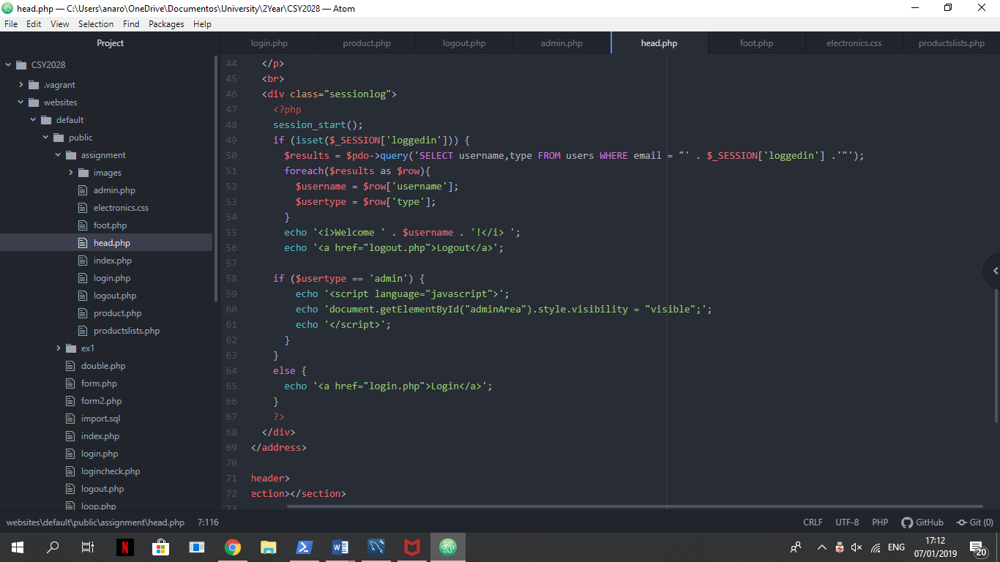 head.php — C:\Users\anaro\OneDrive\Documentos\University\2Year\CSY2028 — Atom
File Edit View Selection Find Packages Help
Project
login.php product.php logout.php admin.php head.php foot.php electronics.css productslists.php
CSY2028
.vagrant
websites
default
public
assignment
images
admin.php
electronics.css
foot.php
head.php
index.php
login.php
logout.php
product.php
productslists.php
ex1
double.php
form.php
form2.php
import.sql
index.php
login.php
logincheck.php
logout.php
loop.php
44 </p>
45 <br>
46 <div class="sessionlog">
47 <?php
48 session_start();
49 if (isset($_SESSION['loggedin'])) {
50 $results = $pdo->query('SELECT username,type FROM users WHERE email = "' . $_SESSION['loggedin'] .'"');
51 foreach($results as $row){
52 $username = $row['username'];
53 $usertype = $row['type'];
54 }
55 echo '<i>Welcome ' . $username . '!</i> ';
56 echo '<a href="logout.php">Logout</a>';
57
58 if ($usertype == 'admin') {
59 echo '<script language="javascript">';
60 echo 'document.getElementById("adminArea").style.visibility = "visible";';
61 echo '</script>';
62 }
63 }
64 else {
65 echo '<a href="login.php">Login</a>';
66 }
67 ?>
68 </div>
69 </address>
70
71 header>
72 ection></section>
73
websites\default\public\assignment\head.php 7:116 CRLF UTF-8 PHP GitHub Git (0)
N W ENG 17:12
07/01/2019 20